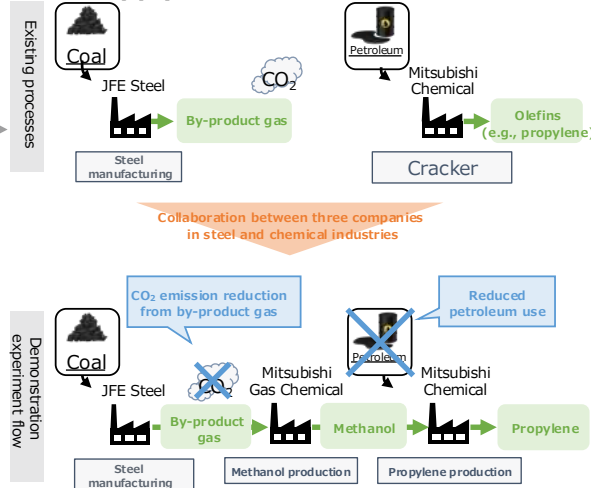 Existing processes
Coal
JFE Steel
By-product gas
Steel
manufacturing
CO₂
Petroleum
Mitsubishi
Chemical
Olefins
(e.g., propylene)
Cracker
Collaboration between three companies
in steel and chemical industries
Demonstration
experiment flow
CO₂ emission reduction
from by-product gas
Reduced
petroleum use
Coal
JFE Steel
CO₂
By-product
gas
Steel
manufacturing
Mitsubishi
Gas Chemical
Methanol
Methanol production
Petroleum
Mitsubishi
Chemical
Propylene
Propylene production